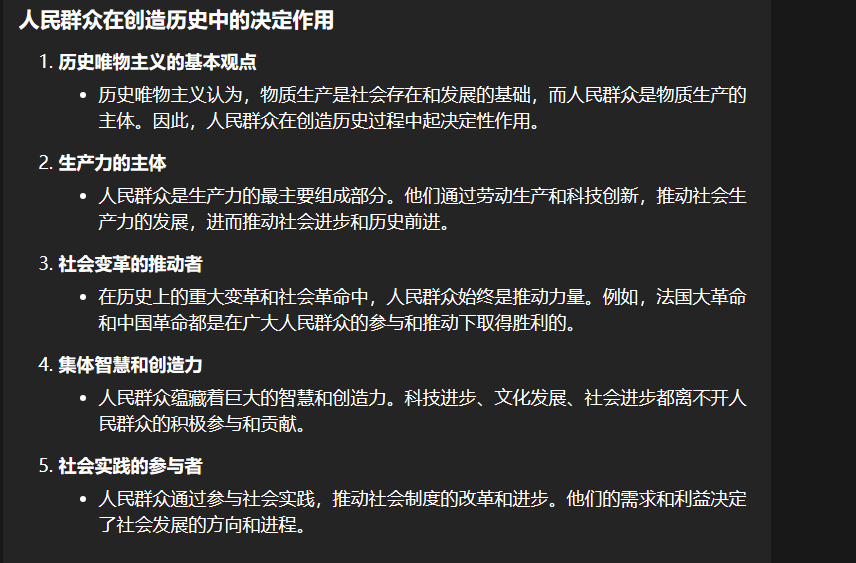 人民群众在创造历史中的决定作用
1. 历史唯物主义的基本观点
• 历史唯物主义认为，物质生产是社会存在和发展的基础，而人民群众是物质生产的
主体。因此，人民群众在创造历史过程中起决定性作用。
2. 生产力的主体
• 人民群众是生产力的最主要组成部分。他们通过劳动生产和科技创新，推动社会生
产力的发展，进而推动社会进步和历史前进。
3. 社会变革的推动者
• 在历史上的重大变革和社会革命中，人民群众始终是推动力量。例如，法国大革命
和中国革命都是在广大人民群众的参与和推动下取得胜利的。
4. 集体智慧和创造力
• 人民群众蕴藏着巨大的智慧和创造力。科技进步、文化发展、社会进步都离不开人
民群众的积极参与和贡献。
5. 社会实践的参与者
• 人民群众通过参与社会实践，推动社会制度的改革和进步。他们的需求和利益决定
了社会发展的方向和进程。